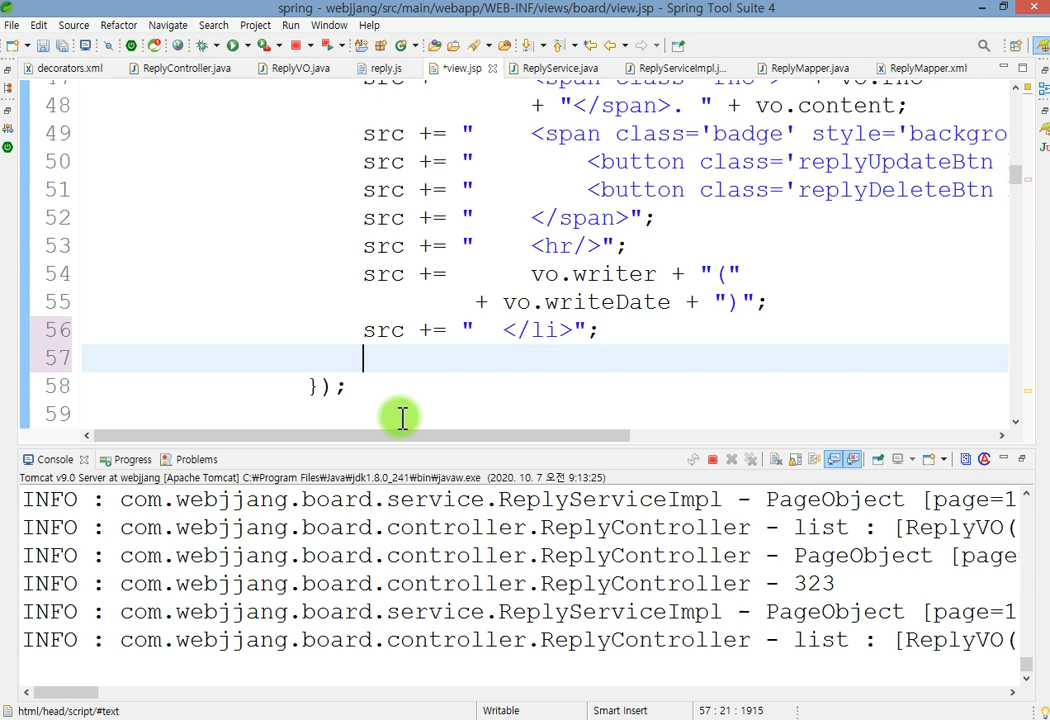 spring - webjjang/src/main/webapp/WEB-INF/views/board/view.jsp - Spring Tool Suite 4
File Edit Source Refactor Navigate Search Project Run Window Help
decorators.xml ReplyController.java ReplyVO.java reply.js *view.jsp ReplyService.java ReplyServiceImpl.j... ReplyMapper.java ReplyMapper.xml
48 + "</span>. " + vo.content;
49 src += " <span class='badge' style='backgro
50 src += " <button class='replyUpdateBtn
51 src += " <button class='replyDeleteBtn
52 src += " </span>";
53 src += " <hr/>";
54 src += vo.writer + "("
55 + vo.writeDate + ")";
56 src += " </li>";
57
58 });
59
Console Progress Problems
Tomcat v9.0 Server at webjjang [Apache Tomcat] C:₩Program Files₩Java₩jdk1.8.0_241₩bin₩javaw.exe (2020. 10. 7 오전 9:13:25)
INFO : com.webjjang.board.service.ReplyServiceImpl - PageObject [page=1
INFO : com.webjjang.board.controller.ReplyController - list : [ReplyVO(
INFO : com.webjjang.board.controller.ReplyController - PageObject [page=
INFO : com.webjjang.board.controller.ReplyController - 323
INFO : com.webjjang.board.service.ReplyServiceImpl - PageObject [page=1
INFO : com.webjjang.board.controller.ReplyController - list : [ReplyVO(
html/head/script/#text Writable Smart Insert 57 : 21 : 1915